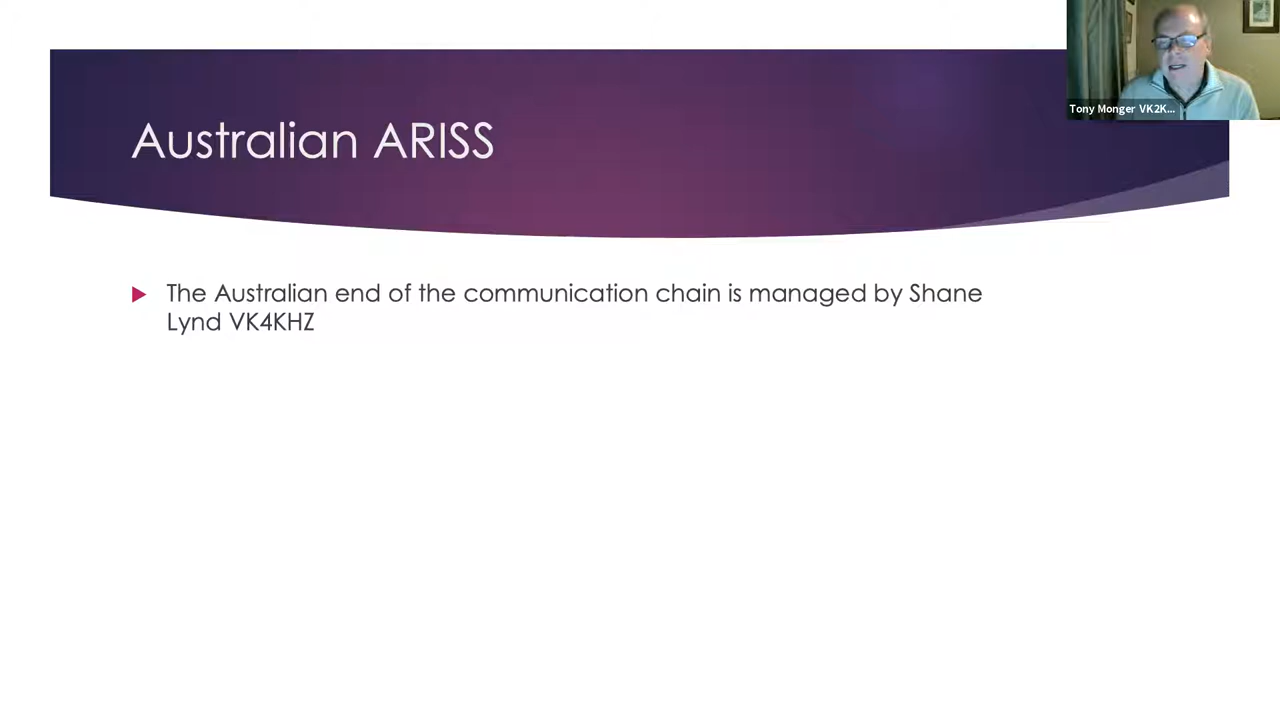 Australian ARISS
The Australian end of the communication chain is managed by Shane
Lynd VK4KHZ
Tony Monger VK2K...